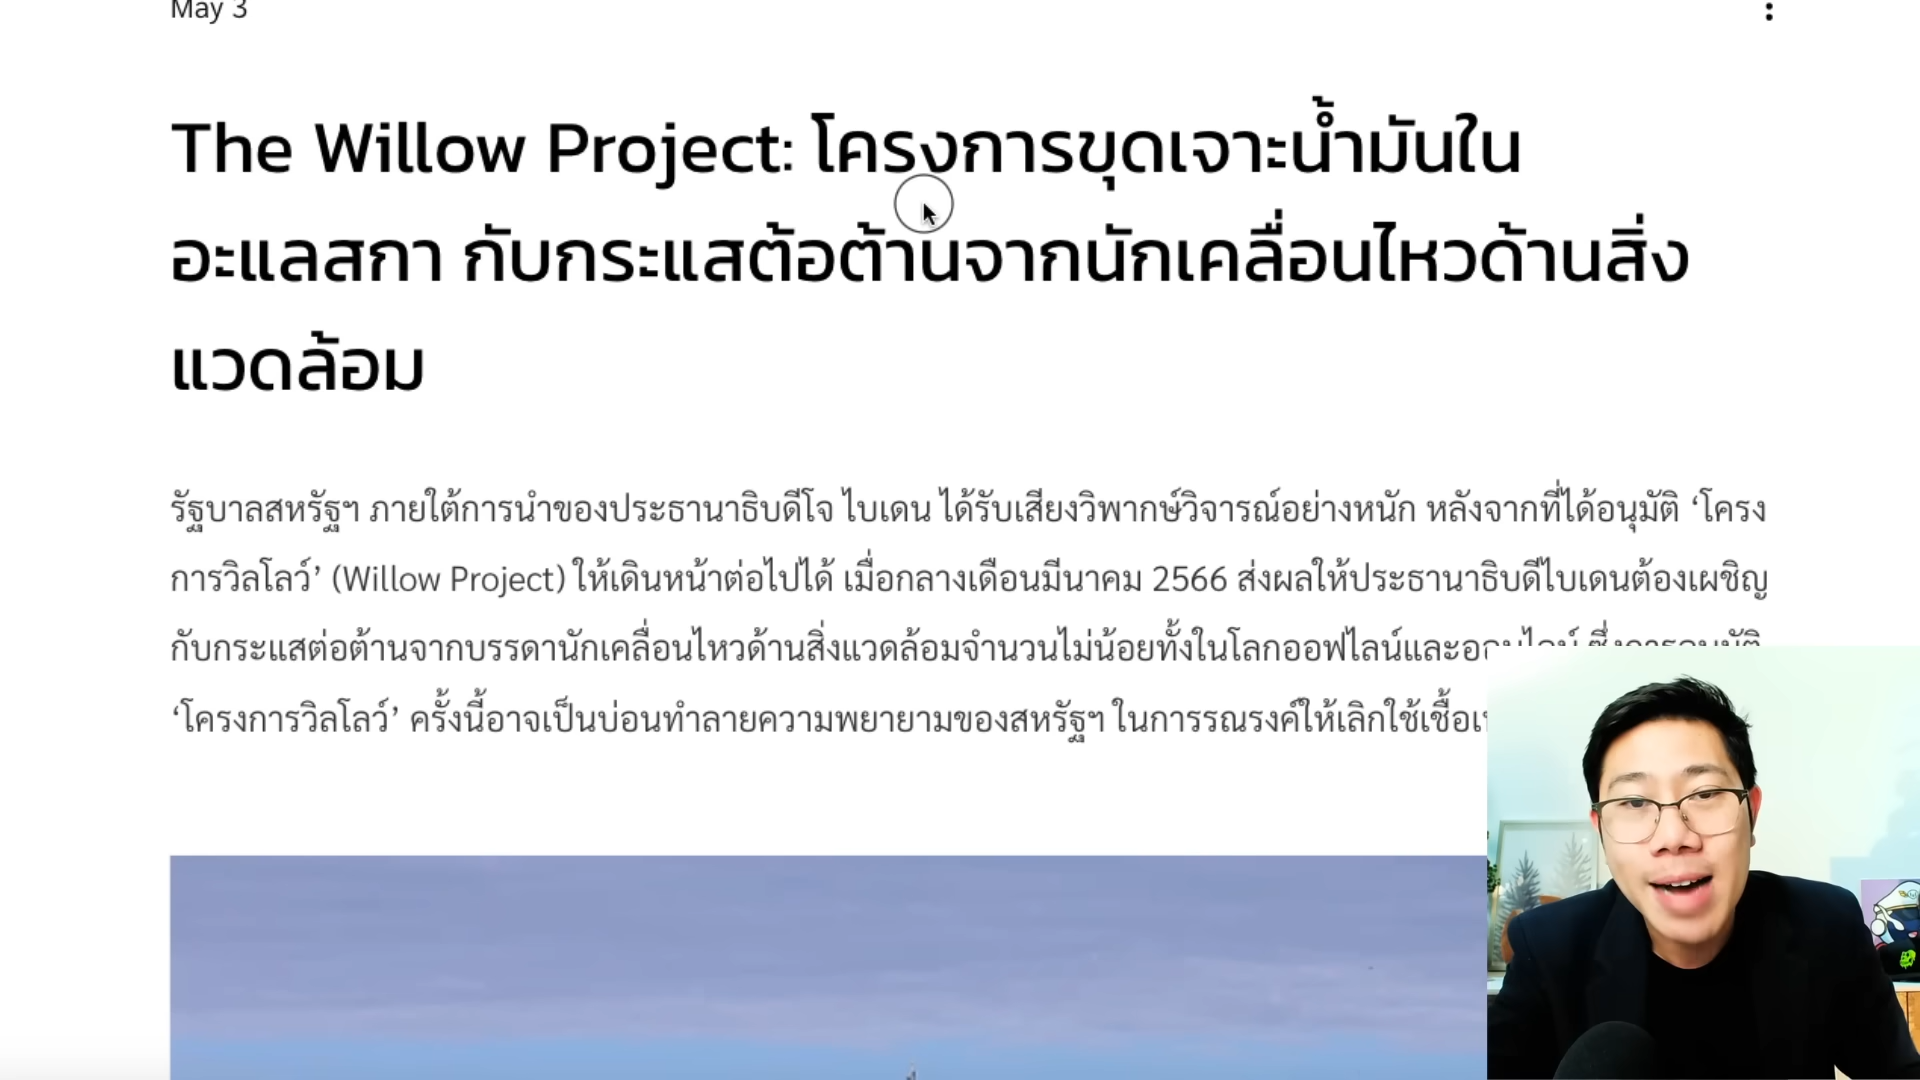 May 3
The Willow Project: โครงการขุดเจาะน้ำมันใน
อะแลสกา กับกระแสต้อต้านจากนักเคลื่อนไหวด้านสิ่ง
แวดล้อม
รัฐบาลสหรัฐฯ ภายใต้การนำของประธานาธิบดีโจ ไบเดน ได้รับเสียงวิพากษ์วิจารณ์อย่างหนัก หลังจากที่ได้อนุมัติ ‘โครง
การวิลโลว์’ (Willow Project) ให้เดินหน้าต่อไปได้ เมื่อกลางเดือนมีนาคม 2566 ส่งผลให้ประธานาธิบดีไบเดนต้องเผชิญ
กับกระแสต่อต้านจากบรรดานักเคลื่อนไหวด้านสิ่งแวดล้อมจำนวนไม่น้อยทั้งในโลกออฟไลน์และออนไลน์ ซึ่งการอนุมัติ
‘โครงการวิลโลว์’ ครั้งนี้อาจเป็นบ่อนทำลายความพยายามของสหรัฐฯ ในการรณรงค์ให้เลิกใช้